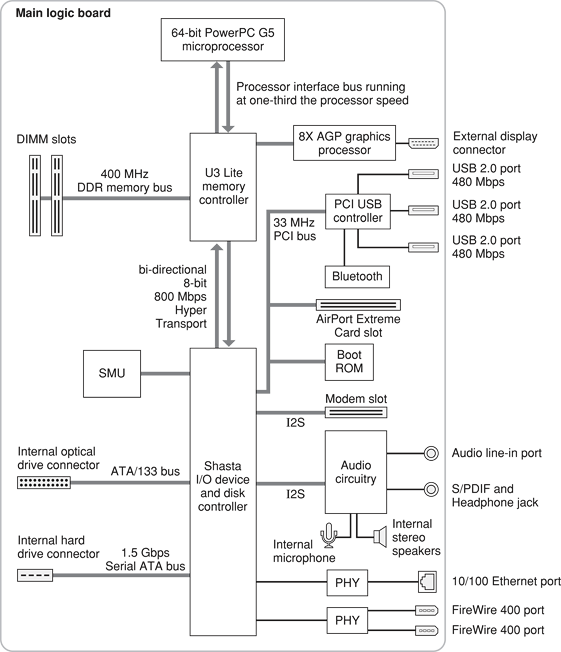 Main logic board
64-bit PowerPC G5
microprocessor
Processor interface bus running
at one-third the processor speed
DIMM slots
8X AGP graphics
processor
External display
connector
400 MHz
DDR memory bus
U3 Lite
memory
controller
USB 2.0 port
480 Mbps
PCI USB
controller
USB 2.0 port
480 Mbps
33 MHz
PCI bus
USB 2.0 port
480 Mbps
bi-directional
8-bit
800 Mbps
Hyper
Transport
Bluetooth
AirPort Extreme
Card slot
SMU
Boot
ROM
Modem slot
I2S
Internal optical
drive connector
ATA/133 bus
Shasta
I/O device
and disk
controller
I2S
Audio
circuitry
Audio line-in port
S/PDIF and
Headphone jack
Internal
microphone
Internal
stereo
speakers
Internal hard
drive connector
1.5 Gbps
Serial ATA bus
PHY
10/100 Ethernet port
PHY
FireWire 400 port
FireWire 400 port